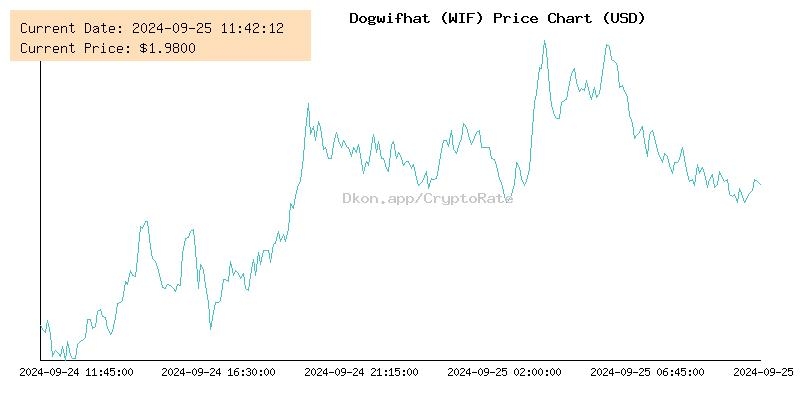 Dogwifhat (WIF) Price Chart (USD)
Current Date: 2024-09-25 11:42:12
Current Price: $1.9800
Dkon.app/CryptoRate
2024-09-24 11:45:00 2024-09-24 16:30:00 2024-09-24 21:15:00 2024-09-25 02:00:00 2024-09-25 06:45:00 2024-09-25